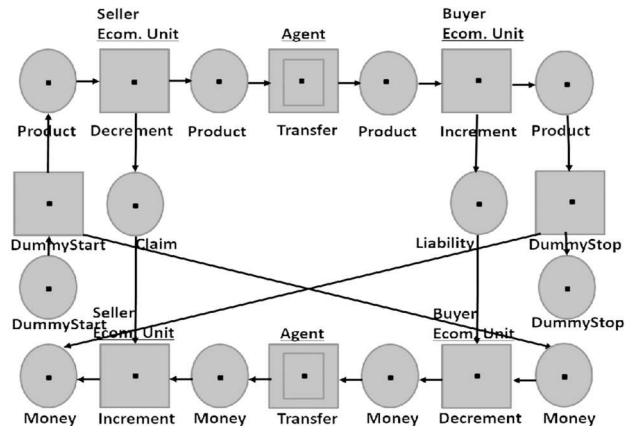 Seller
Buyer
Ecom. Unit
Agent
Ecom. Unit
Product
Decrement
Product
Transfer
Product
Increment
Product
DummyStart
Claim
Liability
DummyStop
DummyStart
DummyStop
Seller
Buyer
Ecom. Unit
Agent
Ecom. Unit
Money
Increment
Money
Transfer
Money
Decrement
Money